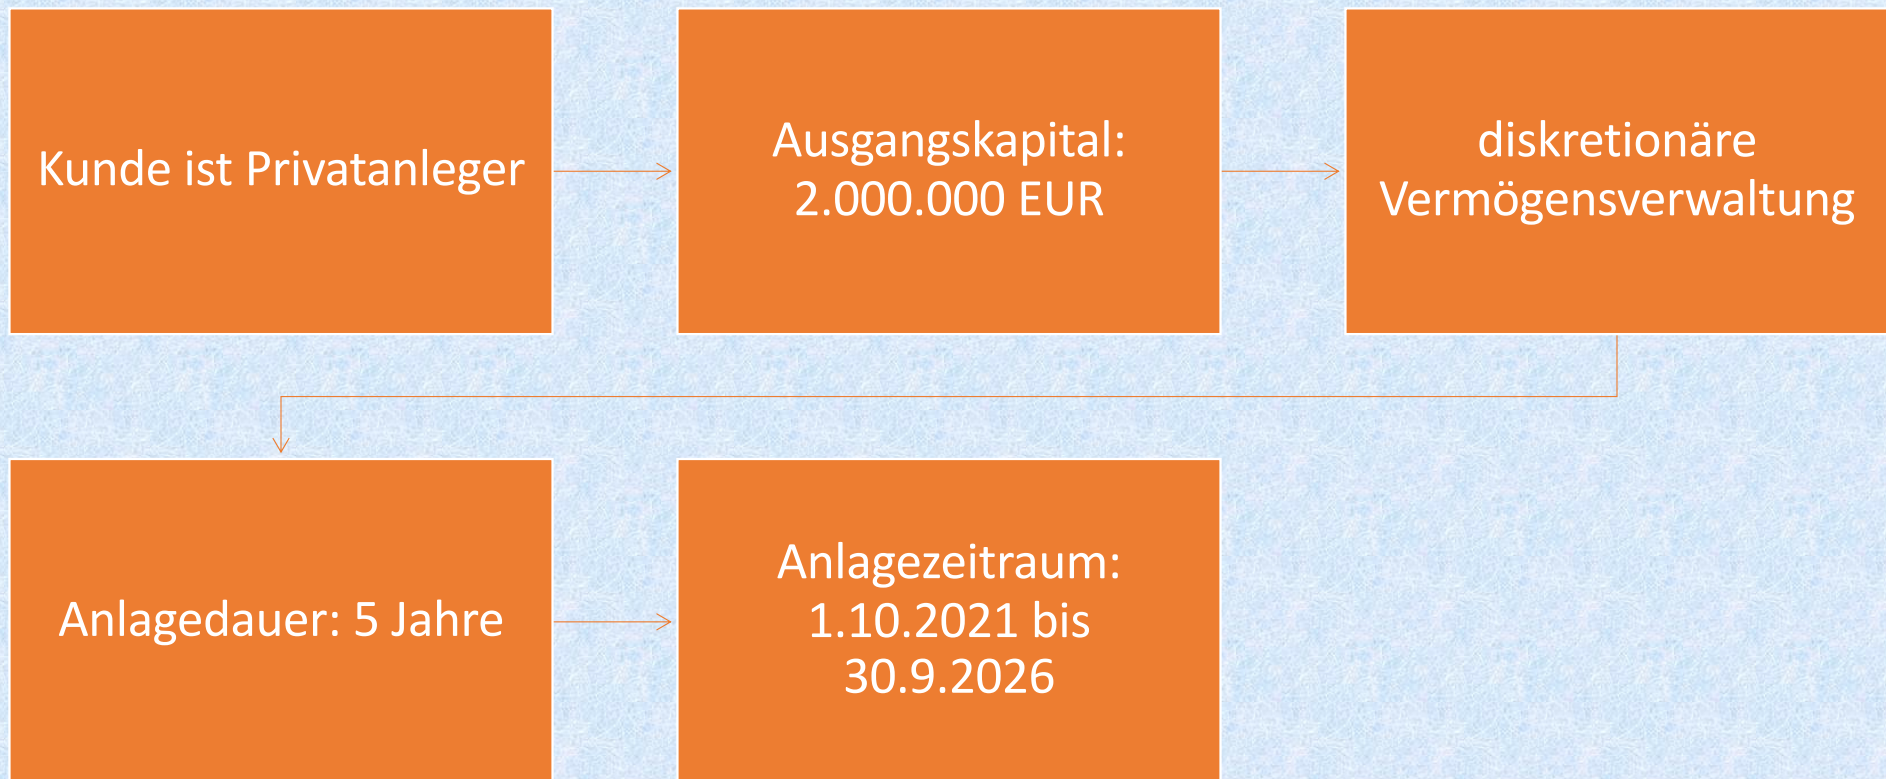 Kunde ist Privatanleger
Ausgangskapital:
2.000.000 EUR
diskretionäre
Vermögensverwaltung
Anlagedauer: 5 Jahre
Anlagezeitraum:
1.10.2021 bis
30.9.2026